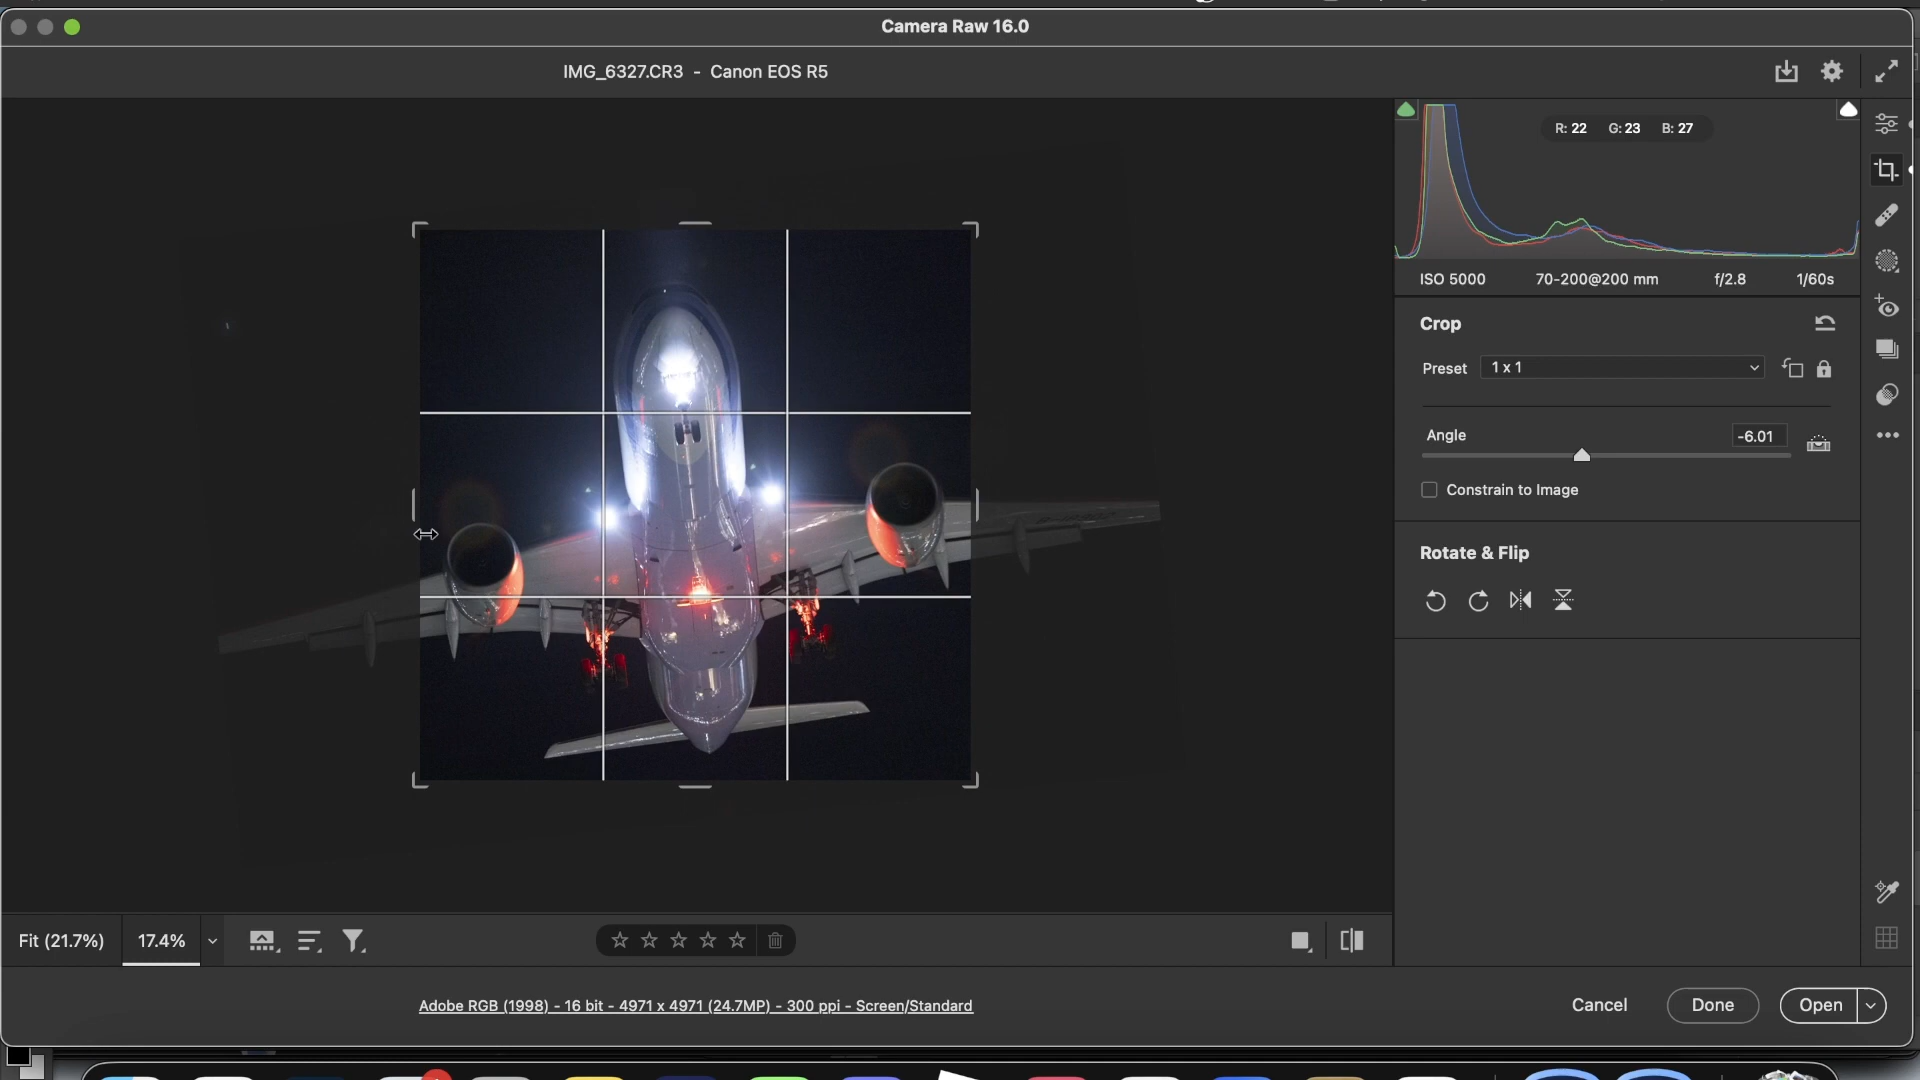 Camera Raw 16.0
IMG_6327.CR3 - Canon EOS R5
R: 22 G: 23 B: 27
ISO 5000 70-200@200 mm f/2.8 1/60s
Crop
Preset 1 x 1
Angle -6.01
Constrain to Image
Rotate & Flip
Fit (21.7%) 17.4%
Adobe RGB (1998) - 16 bit - 4971 x 4971 (24.7MP) - 300 ppi - Screen/Standard
Cancel Done Open